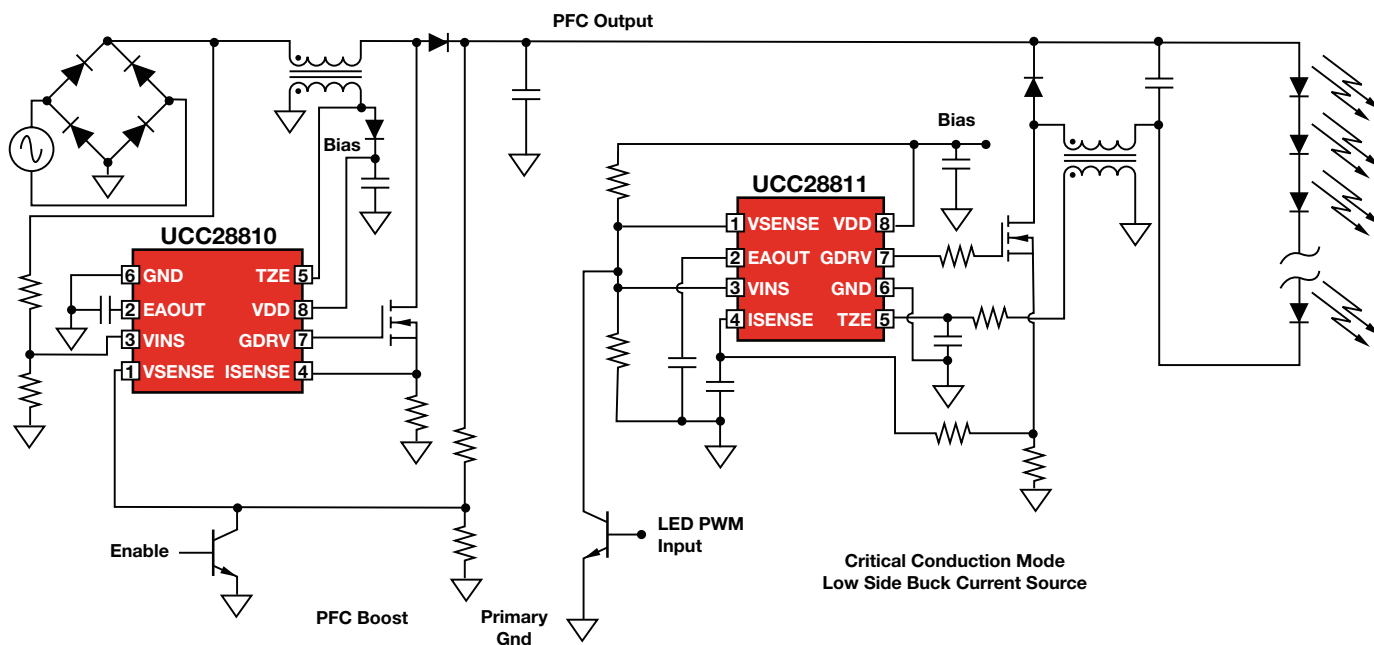 PFC Output
Bias
Bias
UCC28810
6 GND TZE 5
2 EAOUT VDD 8
3 VINS GDRV 7
1 VSENSE ISENSE 4
UCC28811
1 VSENSE VDD 8
2 EAOUT GDRV 7
3 VINS GND 6
4 ISENSE TZE 5
Enable
LED PWM
Input
PFC Boost
Primary
Gnd
Critical Conduction Mode
Low Side Buck Current Source